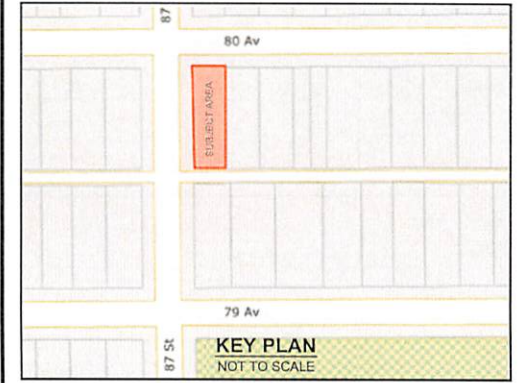 87
80 Av
SUBJECT AREA
79 Av
87 St
KEY PLAN
NOT TO SCALE